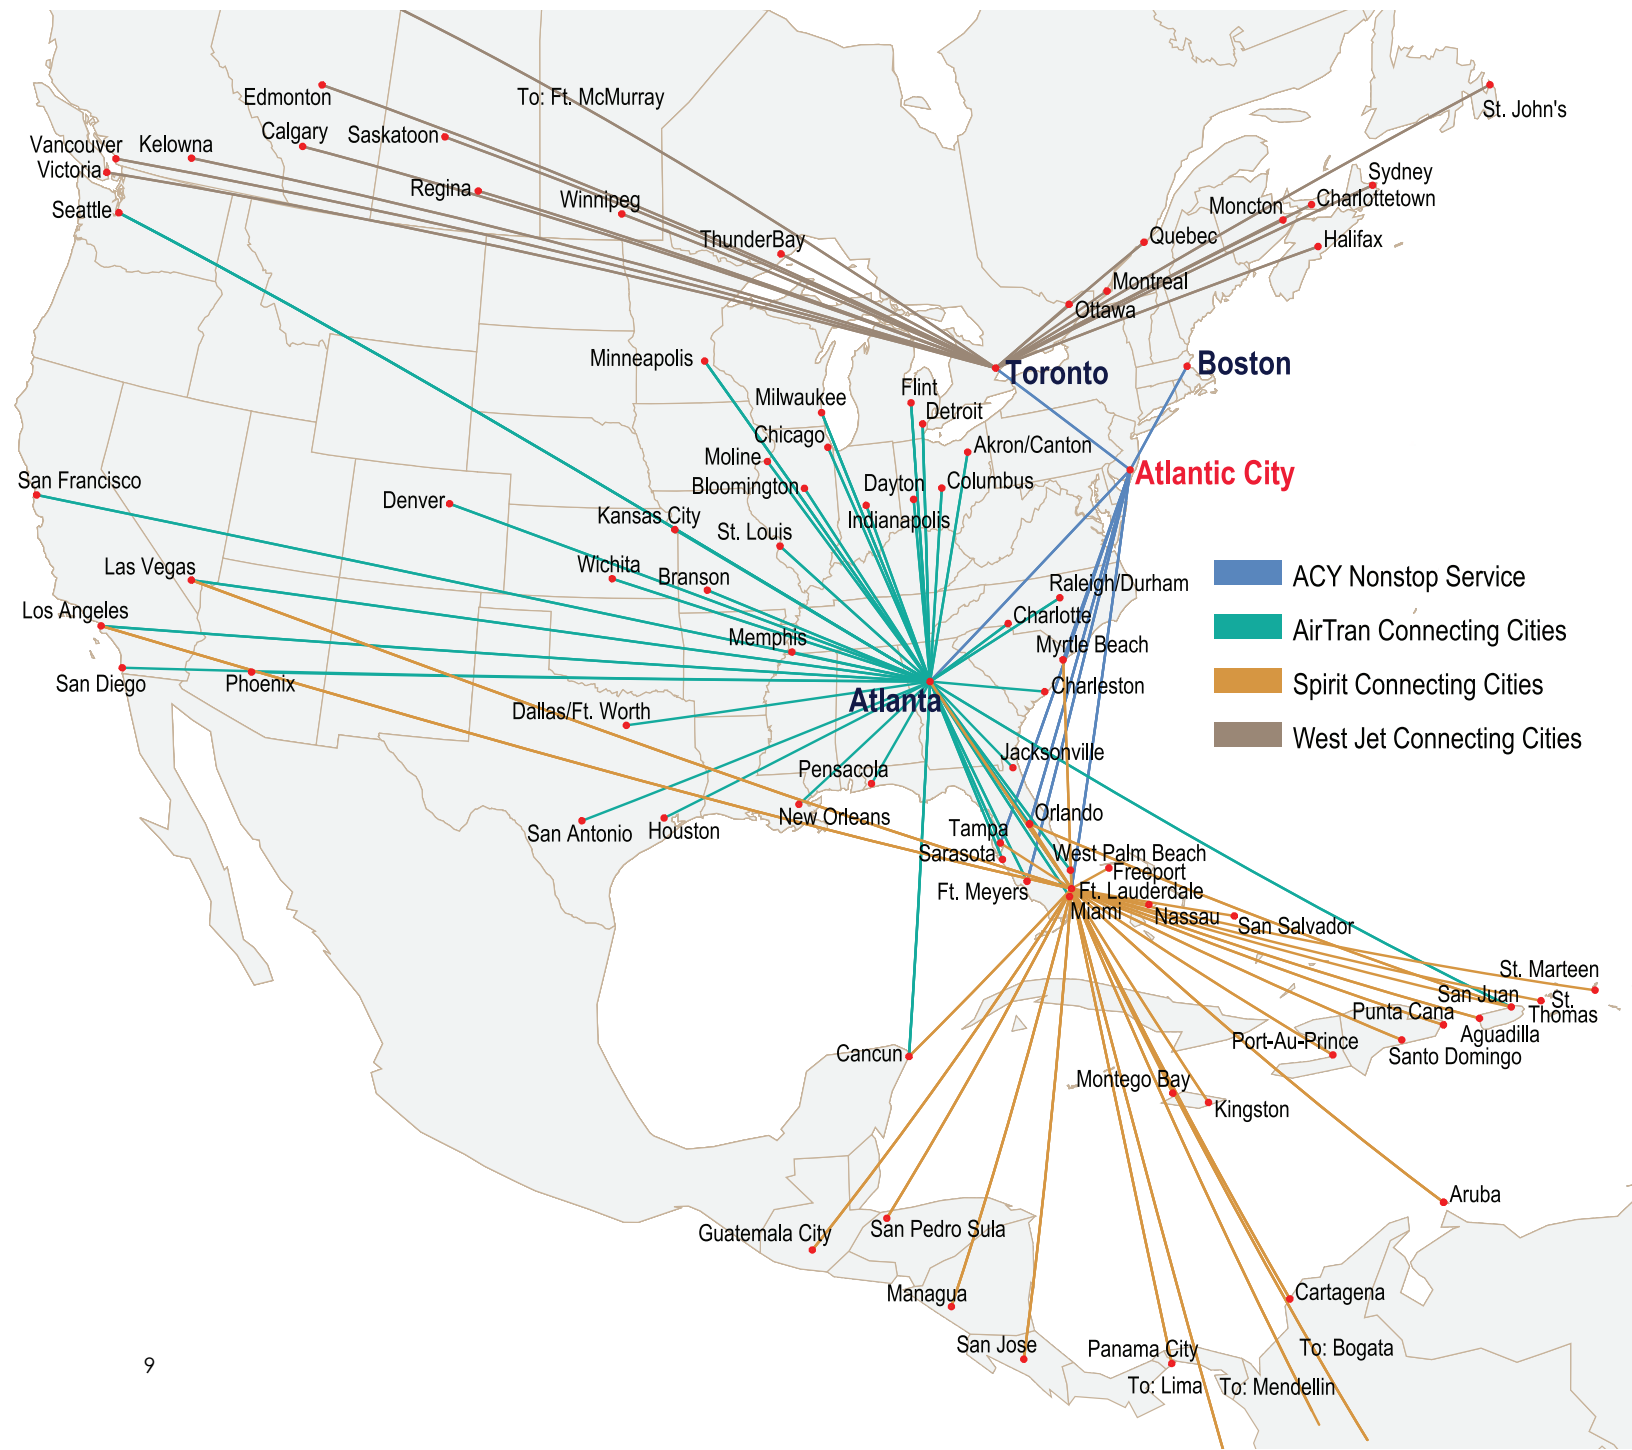 Edmonton
To: Ft. McMurray
St. John's
Calgary
Saskatoon
Vancouver
Kelowna
Victoria
Regina
Winnipeg
Sydney
Charlottetown
Moncton
Seattle
ThunderBay
Quebec
Halifax
Montreal
Ottawa
Minneapolis
Toronto
Boston
Milwaukee
Flint
Detroit
Chicago
Akron/Canton
Moline
Atlantic City
San Francisco
Bloomington
Dayton
Columbus
Denver
Kansas City
St. Louis
Indianapolis
Las Vegas
Wichita
Branson
Raleigh/Durham
ACY Nonstop Service
Los Angeles
Charlotte
AirTran Connecting Cities
Memphis
Myrtle Beach
San Diego
Phoenix
Charleston
Spirit Connecting Cities
Atlanta
Dallas/Ft. Worth
West Jet Connecting Cities
Jacksonville
Pensacola
New Orleans
Orlando
San Antonio
Houston
Tampa
Sarasota
West Palm Beach
Freeport
Ft. Meyers
Ft. Lauderdale
Miami
Nassau
San Salvador
St. Marteen
San Juan
St.
Thomas
Punta Cana
Aguadilla
Port-Au-Prince
Santo Domingo
Cancun
Montego Bay
Kingston
Aruba
Guatemala City
San Pedro Sula
Managua
Cartagena
San Jose
Panama City
To: Bogata
To: Lima
To: Mendellin
9